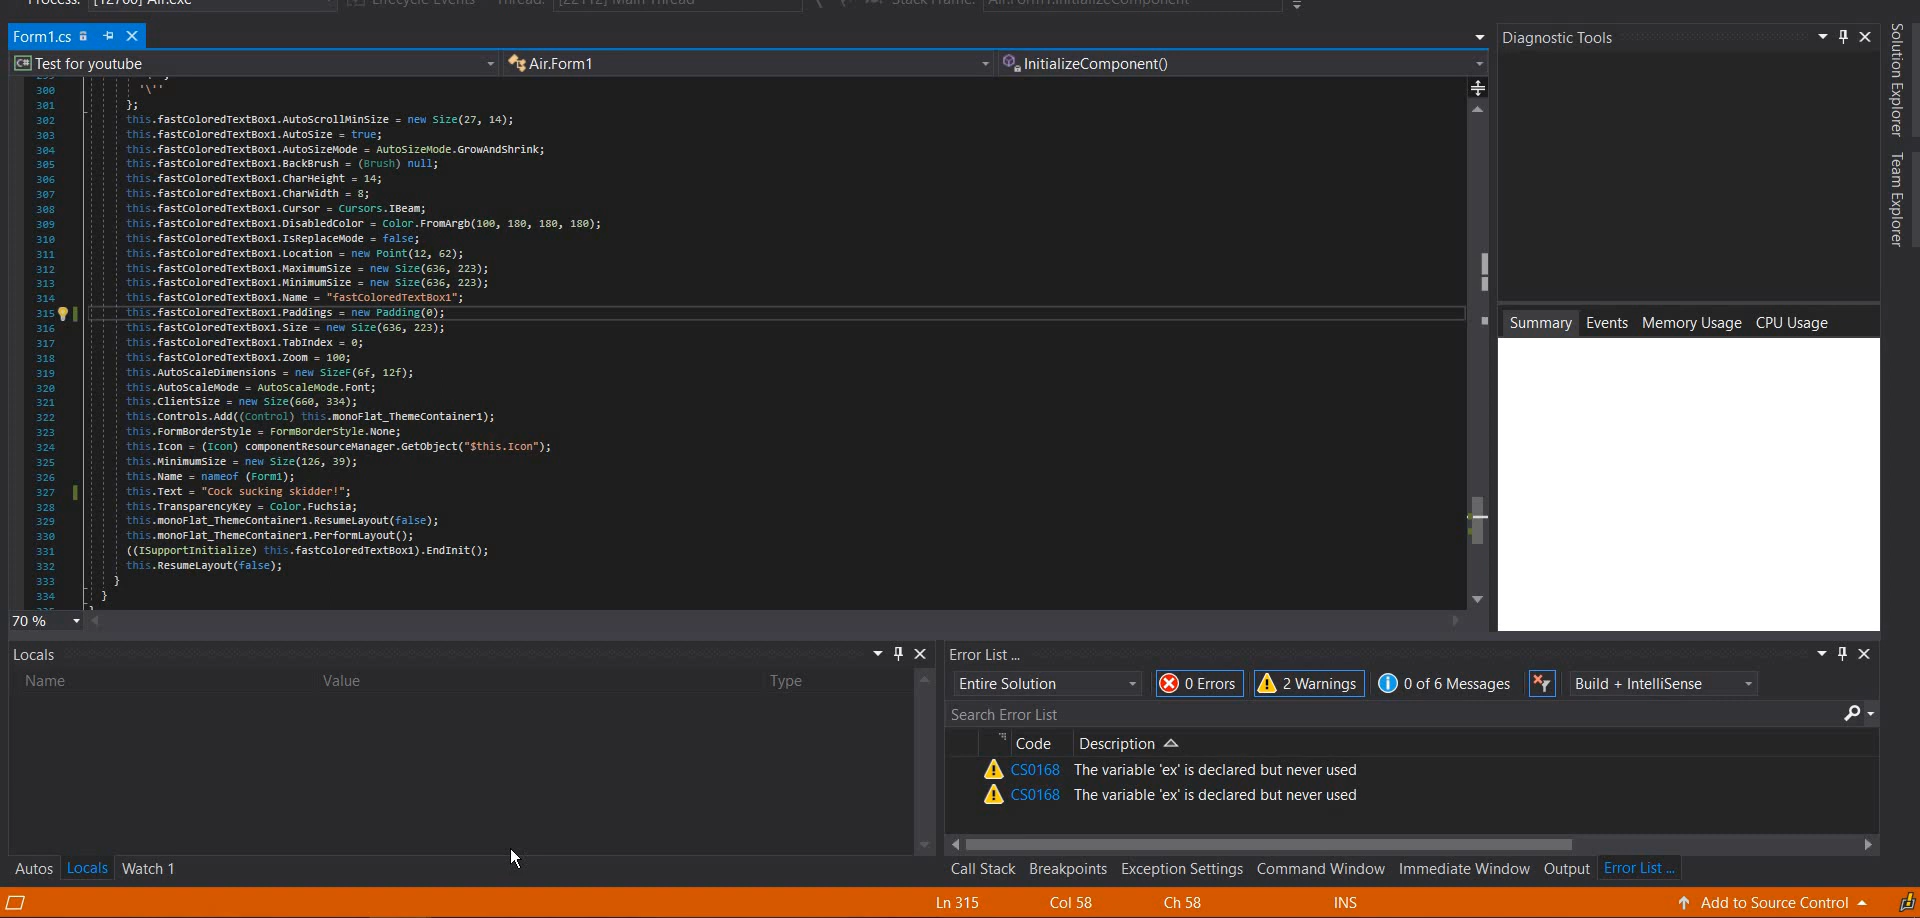 Process: [12760] Air.exe Lifecycle Events Thread: [22112] Main Thread Stack Frame: Air.Form1.InitializeComponent
Form1.cs
Diagnostic Tools
Test for youtube Air.Form1 InitializeComponent()
Solution Explorer
Team Explorer
300 '\''
301 };
302 this.fastColoredTextBox1.AutoScrollMinSize = new Size(27, 14);
303 this.fastColoredTextBox1.AutoSize = true;
304 this.fastColoredTextBox1.AutoSizeMode = AutoSizeMode.GrowAndShrink;
305 this.fastColoredTextBox1.BackBrush = (Brush) null;
306 this.fastColoredTextBox1.CharHeight = 14;
307 this.fastColoredTextBox1.CharWidth = 8;
308 this.fastColoredTextBox1.Cursor = Cursors.IBeam;
309 this.fastColoredTextBox1.DisabledColor = Color.FromArgb(100, 180, 180, 180);
310 this.fastColoredTextBox1.IsReplaceMode = false;
311 this.fastColoredTextBox1.Location = new Point(12, 62);
312 this.fastColoredTextBox1.MaximumSize = new Size(636, 223);
313 this.fastColoredTextBox1.MinimumSize = new Size(636, 223);
314 this.fastColoredTextBox1.Name = "fastColoredTextBox1";
315 this.fastColoredTextBox1.Paddings = new Padding(0);
316 this.fastColoredTextBox1.Size = new Size(636, 223);
317 this.fastColoredTextBox1.TabIndex = 0;
318 this.fastColoredTextBox1.Zoom = 100;
319 this.AutoScaleDimensions = new SizeF(6f, 12f);
320 this.AutoScaleMode = AutoScaleMode.Font;
321 this.ClientSize = new Size(660, 334);
322 this.Controls.Add((Control) this.monoFlat_ThemeContainer1);
323 this.FormBorderStyle = FormBorderStyle.None;
324 this.Icon = (Icon) componentResourceManager.GetObject("$this.Icon");
325 this.MinimumSize = new Size(126, 39);
326 this.Name = nameof (Form1);
327 this.Text = "Cock sucking skidder!";
328 this.TransparencyKey = Color.Fuchsia;
329 this.monoFlat_ThemeContainer1.ResumeLayout(false);
330 this.monoFlat_ThemeContainer1.PerformLayout();
331 ((ISupportInitialize) this.fastColoredTextBox1).EndInit();
332 this.ResumeLayout(false);
333 }
334 }
Summary Events Memory Usage CPU Usage
70 %
Locals
Name Value Type
Autos Locals Watch 1
Error List ...
Entire Solution 0 Errors 2 Warnings 0 of 6 Messages Build + IntelliSense
Search Error List
Code Description
CS0168 The variable 'ex' is declared but never used
CS0168 The variable 'ex' is declared but never used
Call Stack Breakpoints Exception Settings Command Window Immediate Window Output Error List ...
Ln 315 Col 58 Ch 58 INS Add to Source Control